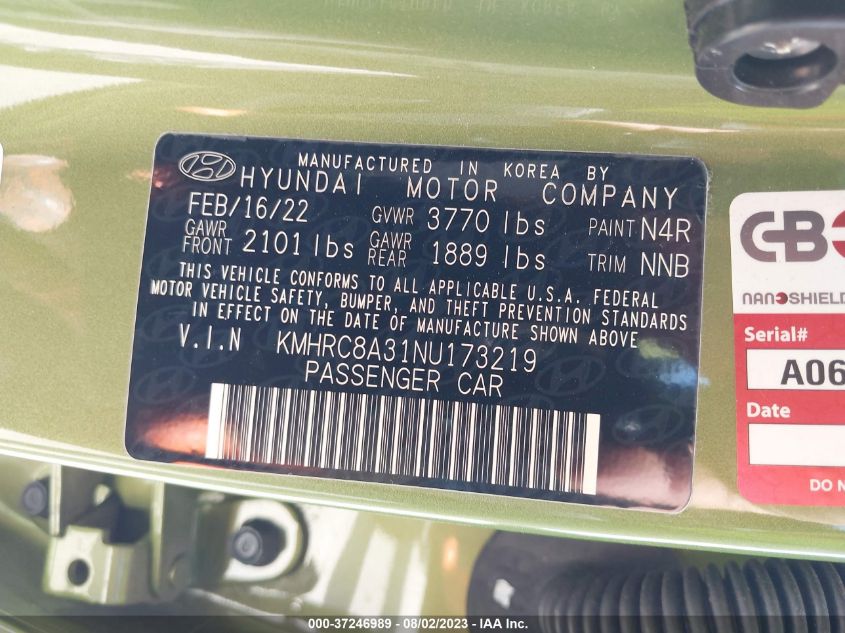 MANUFACTURED IN KOREA BY
HYUNDAI MOTOR COMPANY
FEB/16/22 GVWR 3770 lbs PAINT N4R
GAWR FRONT 2101 lbs GAWR REAR 1889 lbs TRIM NNB
THIS VEHICLE CONFORMS TO ALL APPLICABLE U.S.A. FEDERAL
MOTOR VEHICLE SAFETY, BUMPER, AND THEFT PREVENTION STANDARDS
IN EFFECT ON THE DATE OF MANUFACTURE SHOWN ABOVE
V.I.N KMHRC8A31NU173219
PASSENGER CAR
NANOSHIELD
Serial#
A06
Date
DO
000-37246989 - 08/02/2023 - IAA Inc.